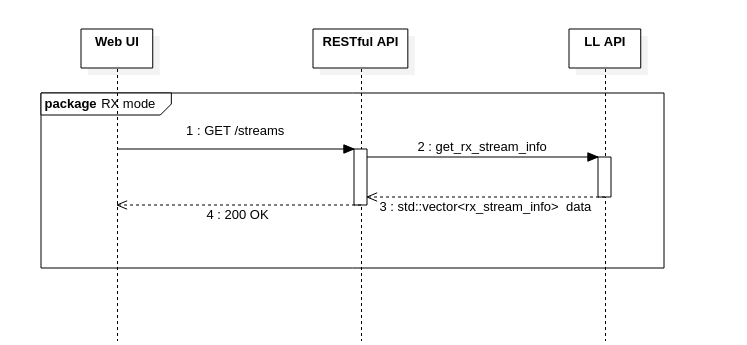 Web UI
RESTful API
LL API
package RX mode
1 : GET /streams
2 : get_rx_stream_info
3 : std::vector<rx_stream_info>  data
4 : 200 OK